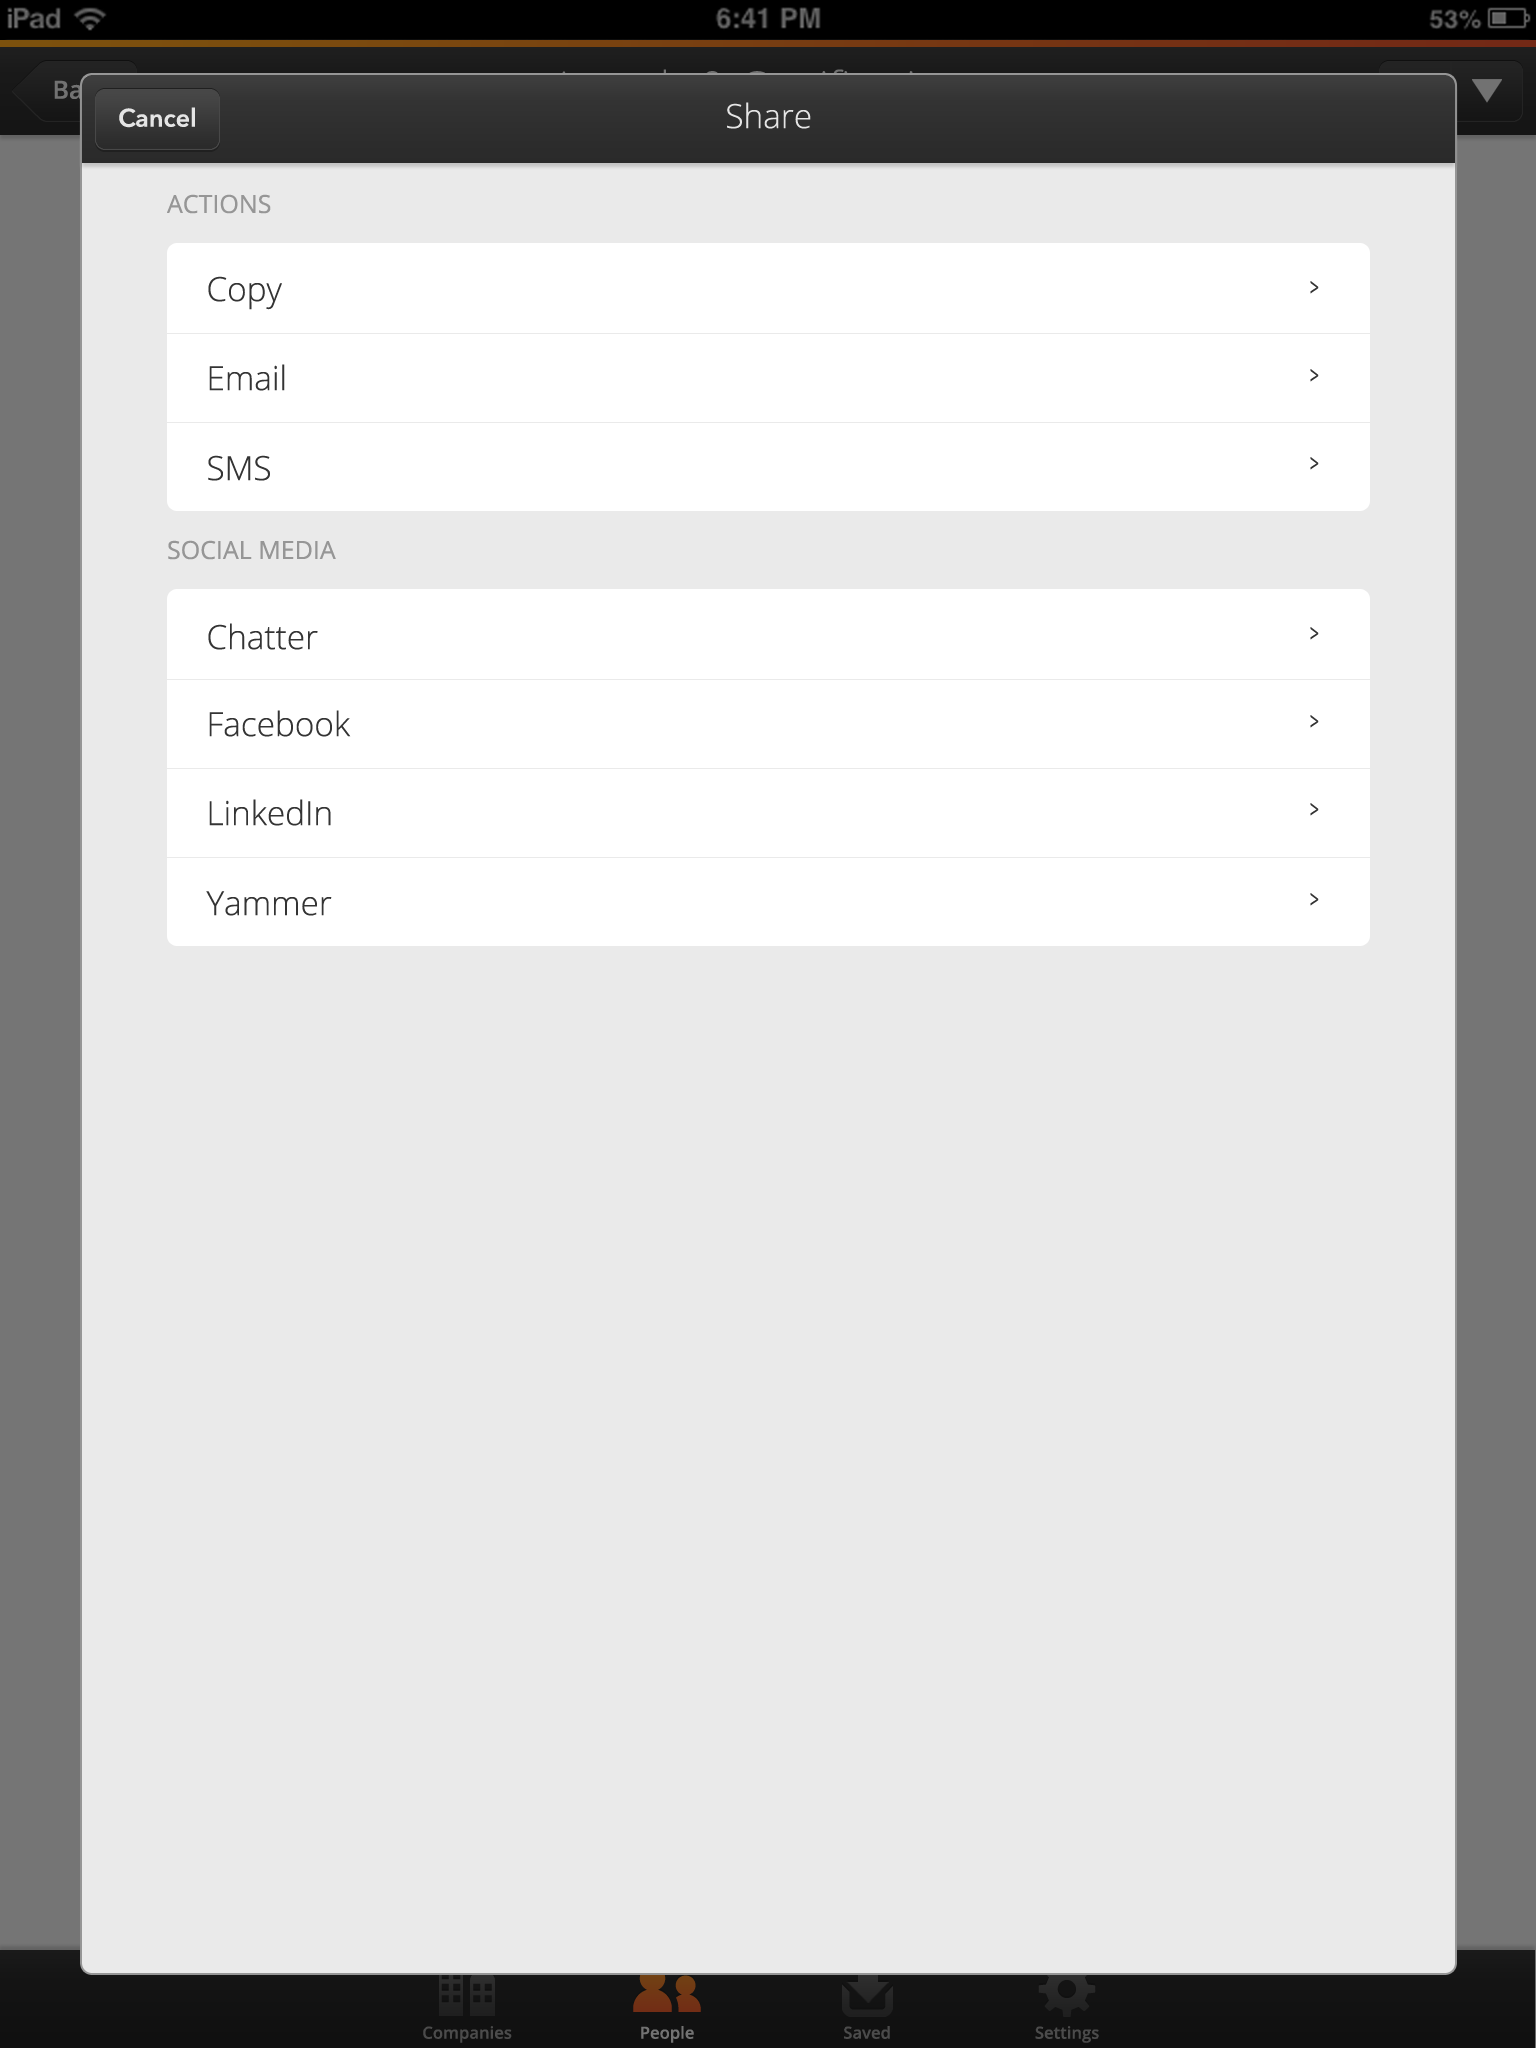 iPad 6:41 PM 53%
Cancel Share
ACTIONS
Copy >
Email >
SMS >
SOCIAL MEDIA
Chatter >
Facebook >
LinkedIn >
Yammer >
Companies People Saved Settings